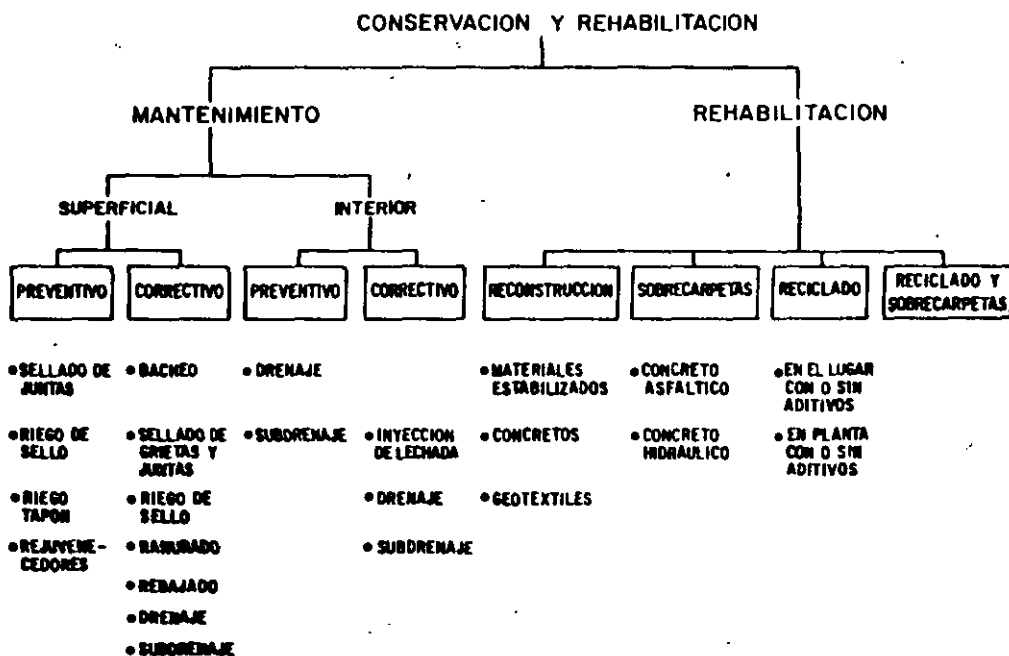 CONSERVACION Y REHABILITACION
MANTENIMIENTO
REHABILITACION
SUPERFICIAL
INTERIOR
PREVENTIVO
CORRECTIVO
PREVENTIVO
CORRECTIVO
RECONSTRUCCION
SOBRECARPETAS
RECICLADO
RECICLADO Y
SOBRECARPETAS
• SELLADO DE
JUNTAS
• RIEGO DE
SELLO
• RIEGO
TAPON
• REJUVENE-
CEDORES
• BACHEO
• SELLADO DE
GRIETAS Y
JUNTAS
• RIEGO DE
SELLO
• RANURADO
• REBAJADO
• DRENAJE
• SUBDRENAJE
• DRENAJE
• SUBDRENAJE
• INYECCION
DE LECHADA
• DRENAJE
• SUBDRENAJE
• MATERIALES
ESTABILIZADOS
• CONCRETOS
• GEOTEXTILES
• CONCRETO
ASFALTICO
• CONCRETO
HIDRAULICO
• EN EL LUGAR
CON O SIN
ADITIVOS
• EN PLANTA
CON O SIN
ADITIVOS